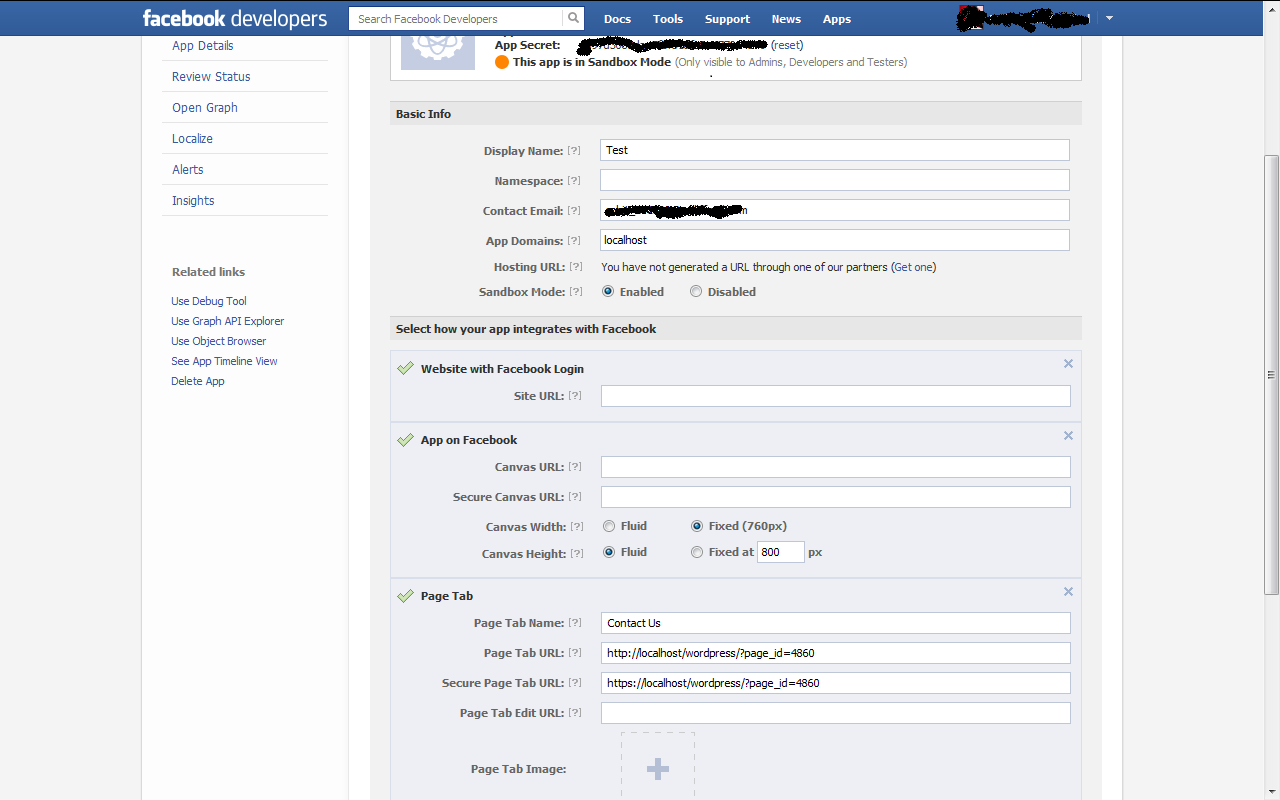 facebook developers Search Facebook Developers Docs Tools Support News Apps
App Details
Review Status
Open Graph
Localize
Alerts
Insights
Related links
Use Debug Tool
Use Graph API Explorer
Use Object Browser
See App Timeline View
Delete App
App Secret: (reset)
This app is in Sandbox Mode (Only visible to Admins, Developers and Testers)
Basic Info
Display Name: [?] Test
Namespace: [?]
Contact Email: [?]
App Domains: [?] localhost
Hosting URL: [?] You have not generated a URL through one of our partners (Get one)
Sandbox Mode: [?] Enabled Disabled
Select how your app integrates with Facebook
Website with Facebook Login
Site URL: [?]
App on Facebook
Canvas URL: [?]
Secure Canvas URL: [?]
Canvas Width: [?] Fluid Fixed (760px)
Canvas Height: [?] Fluid Fixed at 800 px
Page Tab
Page Tab Name: [?] Contact Us
Page Tab URL: [?] http://localhost/wordpress/?page_id=4860
Secure Page Tab URL: [?] https://localhost/wordpress/?page_id=4860
Page Tab Edit URL: [?]
Page Tab Image: